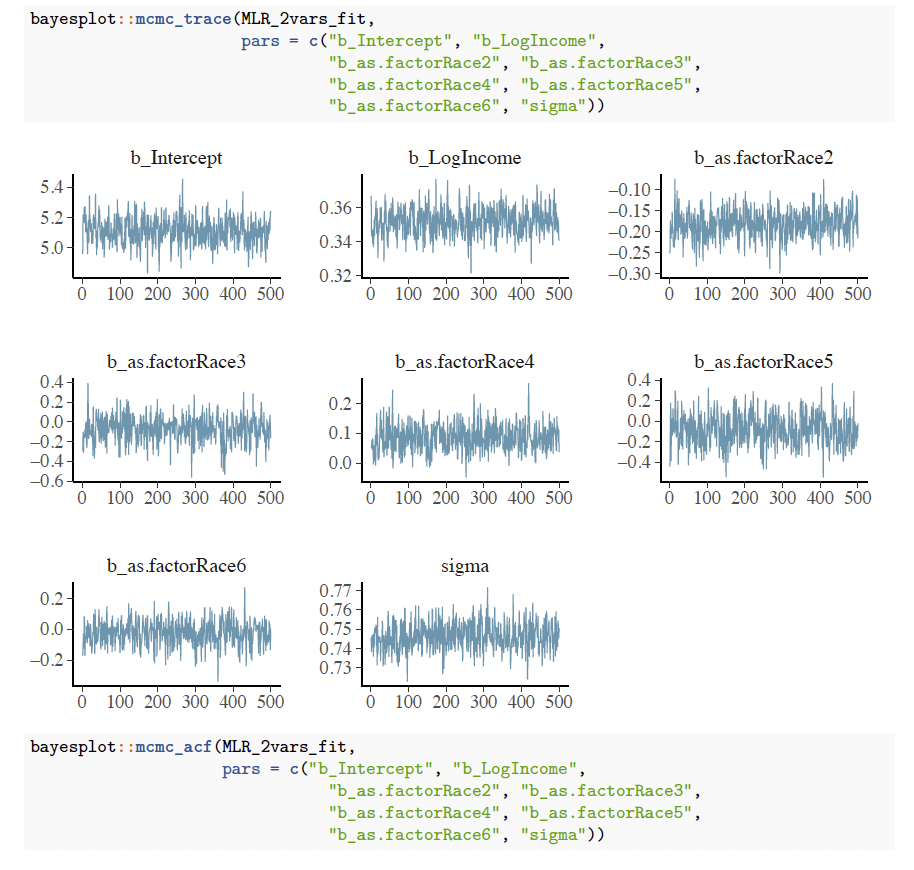 bayesplot::mcmc_trace(MLR_2vars_fit,
pars = c("b_Intercept", "b_LogIncome",
"b_as.factorRace2", "b_as.factorRace3",
"b_as.factorRace4", "b_as.factorRace5",
"b_as.factorRace6", "sigma"))
b_Intercept
5.4
5.2
5.0
0 100 200 300 400 500
b_LogIncome
0.36
0.34
0.32
0 100 200 300 400 500
b_as.factorRace2
−0.10
−0.15
−0.20
−0.25
−0.30
0 100 200 300 400 500
b_as.factorRace3
0.4
0.2
0.0
−0.2
−0.4
−0.6
0 100 200 300 400 500
b_as.factorRace4
0.2
0.1
0.0
0 100 200 300 400 500
b_as.factorRace5
0.4
0.2
0.0
−0.2
−0.4
0 100 200 300 400 500
b_as.factorRace6
0.2
0.0
−0.2
0 100 200 300 400 500
sigma
0.77
0.76
0.75
0.74
0.73
0 100 200 300 400 500
bayesplot::mcmc_acf(MLR_2vars_fit,
pars = c("b_Intercept", "b_LogIncome",
"b_as.factorRace2", "b_as.factorRace3",
"b_as.factorRace4", "b_as.factorRace5",
"b_as.factorRace6", "sigma"))